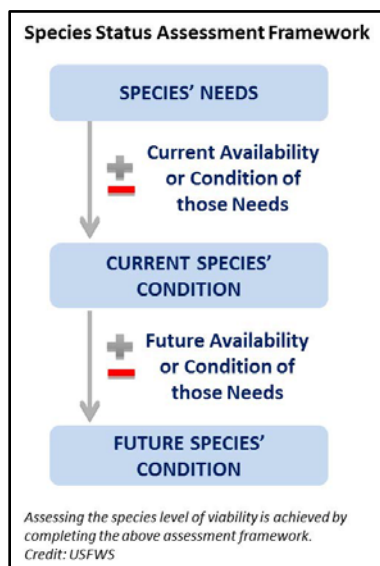 Species Status Assessment Framework
SPECIES’ NEEDS
Current Availability
or Condition of
those Needs
CURRENT SPECIES’
CONDITION
Future Availability
or Condition of
those Needs
FUTURE SPECIES’
CONDITION
Assessing the species level of viability is achieved by
completing the above assessment framework.
Credit: USFWS